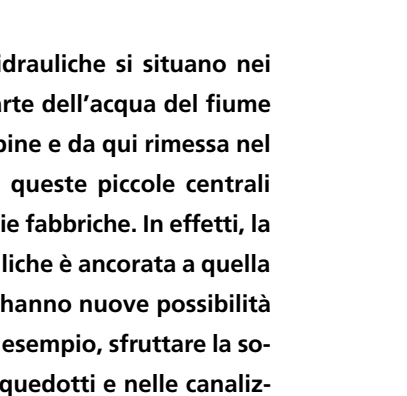 idrauliche si situano nei
arte dell’acqua del fiume
bine e da qui rimessa nel
queste piccole centrali
ie fabbriche. In effetti, la
liche è ancorata a quella
hanno nuove possibilità
esempio, sfruttare la so-
quedotti e nelle canaliz-